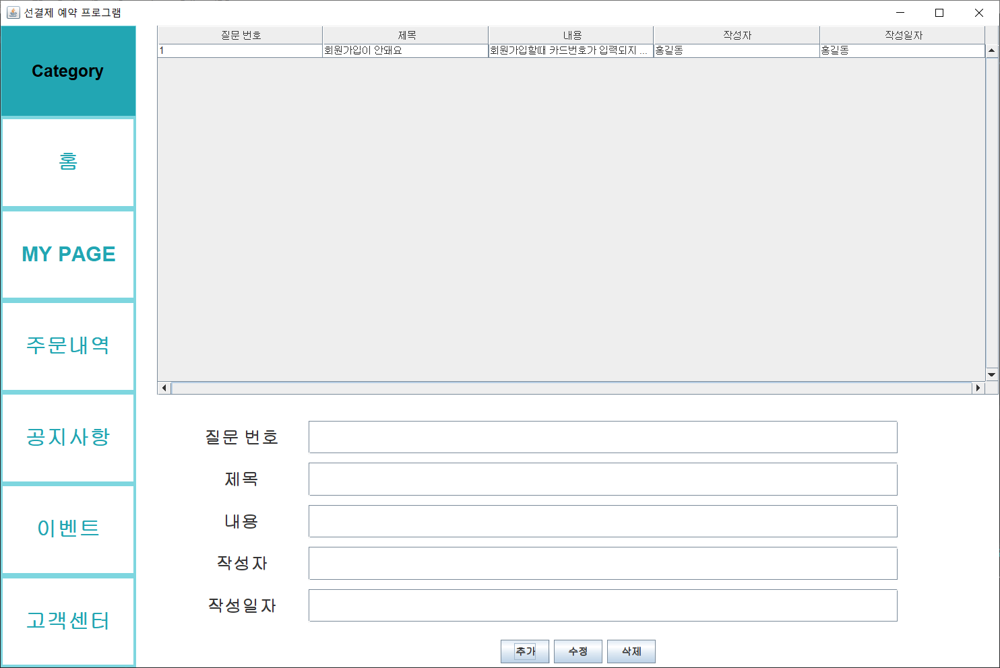 선결제 예약 프로그램
Category
홈
MY PAGE
주문내역
공지사항
이벤트
고객센터
질문 번호 제목 내용 작성자 작성일자
1 회원가입이 안돼요 회원가입할때 카드번호가 입력되지 ... 홍길동 홍길동
질문 번호
제목
내용
작성자
작성일자
추가 수정 삭제